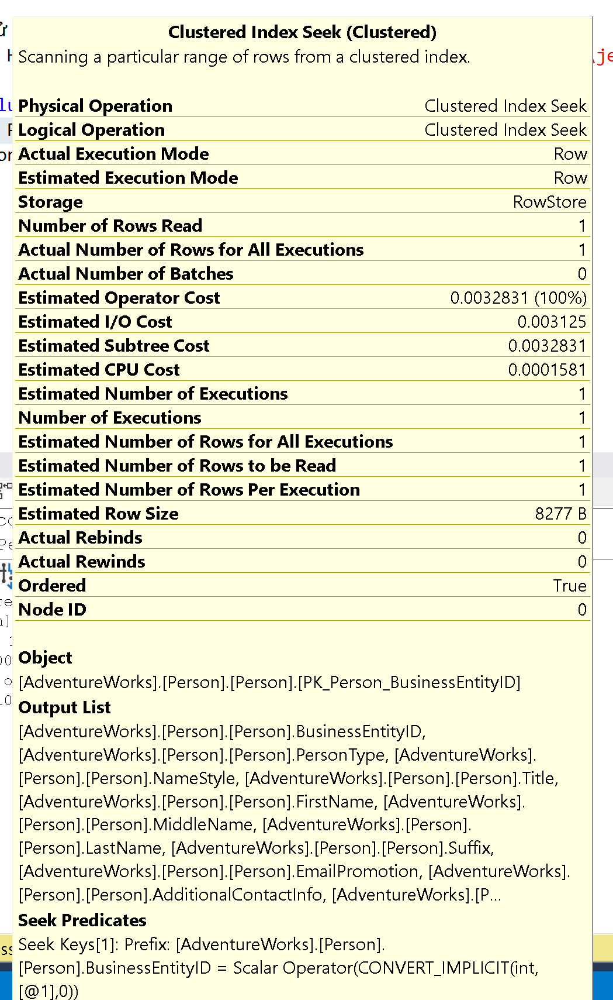 Clustered Index Seek (Clustered)
Scanning a particular range of rows from a clustered index.
Physical Operation Clustered Index Seek
Logical Operation Clustered Index Seek
Actual Execution Mode Row
Estimated Execution Mode Row
Storage RowStore
Number of Rows Read 1
Actual Number of Rows for All Executions 1
Actual Number of Batches 0
Estimated Operator Cost 0.0032831 (100%)
Estimated I/O Cost 0.003125
Estimated Subtree Cost 0.0032831
Estimated CPU Cost 0.0001581
Estimated Number of Executions 1
Number of Executions 1
Estimated Number of Rows for All Executions 1
Estimated Number of Rows to be Read 1
Estimated Number of Rows Per Execution 1
Estimated Row Size 8277 B
Actual Rebinds 0
Actual Rewinds 0
Ordered True
Node ID 0
Object
[AdventureWorks].[Person].[Person].[PK_Person_BusinessEntityID]
Output List
[AdventureWorks].[Person].[Person].BusinessEntityID,
[AdventureWorks].[Person].[Person].PersonType, [AdventureWorks].
[Person].[Person].NameStyle, [AdventureWorks].[Person].[Person].Title,
[AdventureWorks].[Person].[Person].FirstName, [AdventureWorks].
[Person].[Person].MiddleName, [AdventureWorks].[Person].
[Person].LastName, [AdventureWorks].[Person].[Person].Suffix,
[AdventureWorks].[Person].[Person].EmailPromotion, [AdventureWorks].
[Person].[Person].AdditionalContactInfo, [AdventureWorks].[P...
Seek Predicates
Seek Keys[1]: Prefix: [AdventureWorks].[Person].
[Person].BusinessEntityID = Scalar Operator(CONVERT_IMPLICIT(int,
[@1],0))